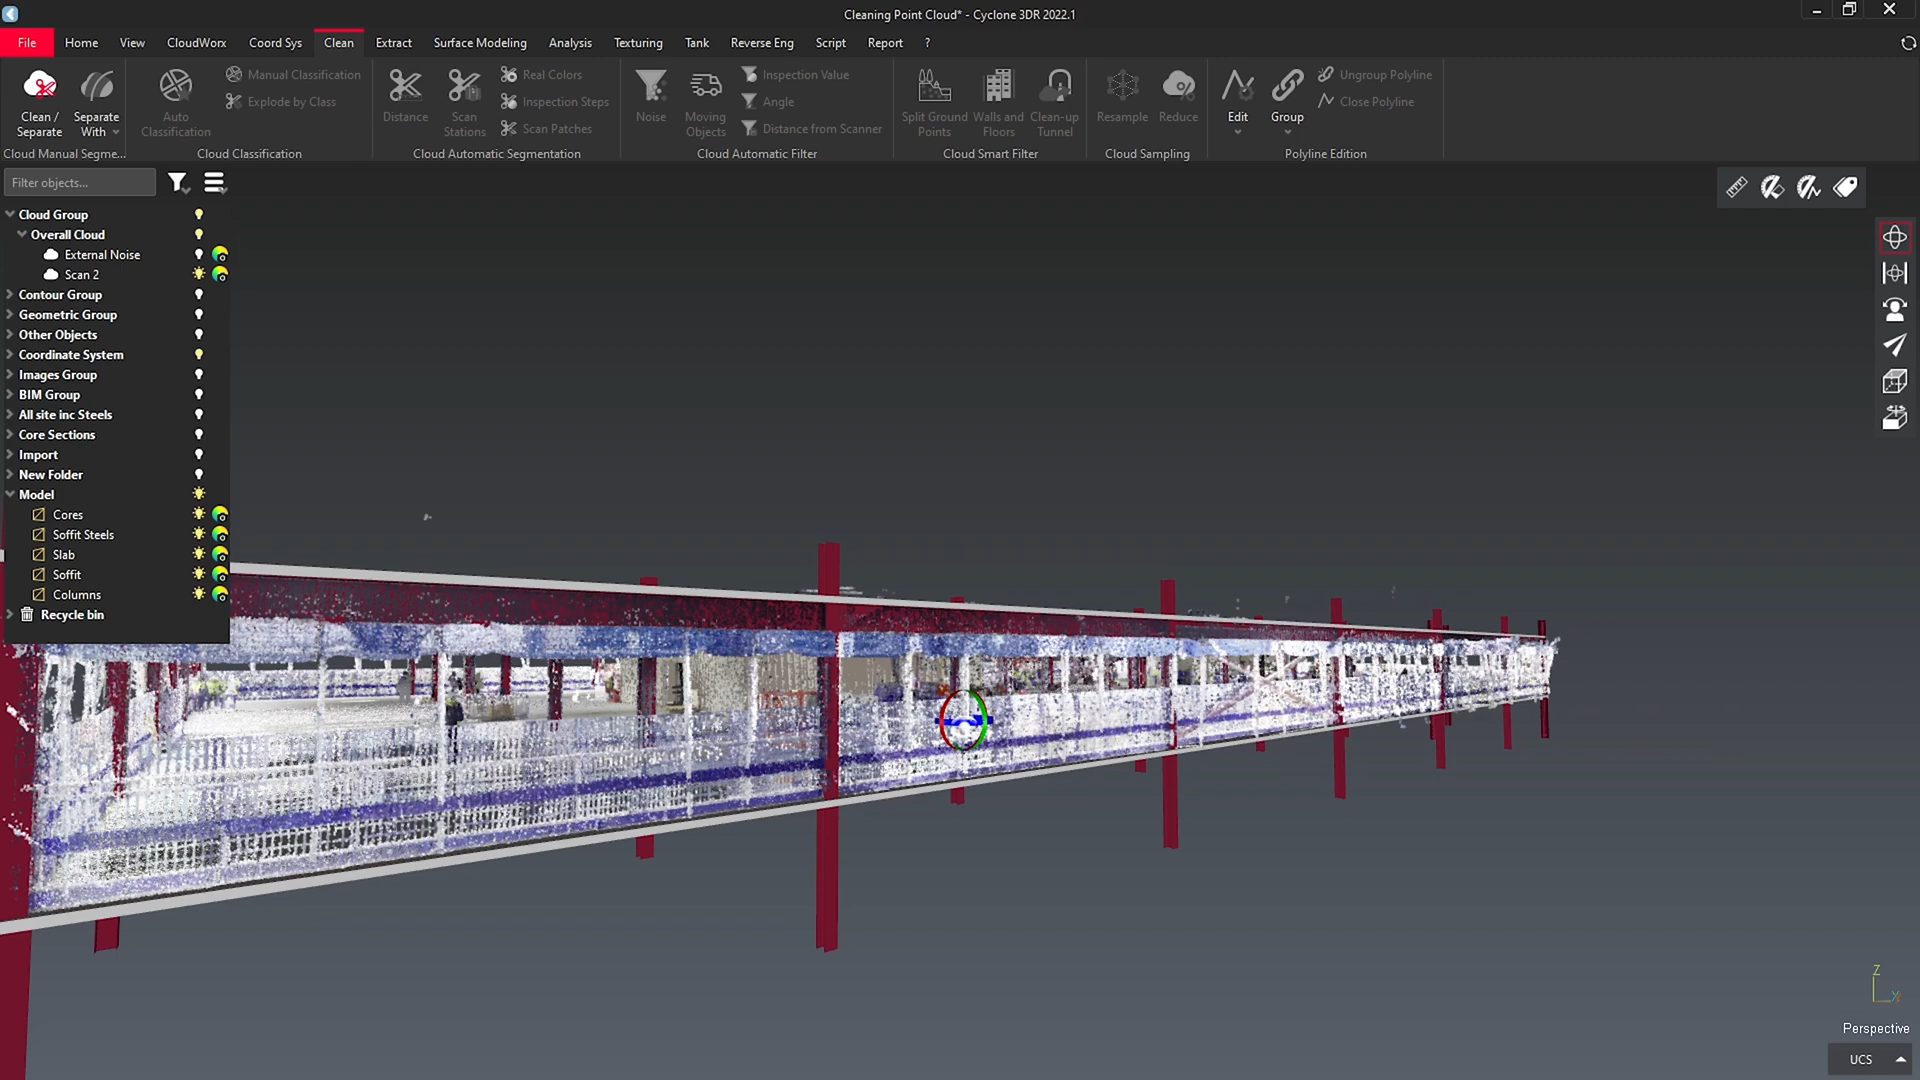 Cleaning Point Cloud* - Cyclone 3DR 2022.1
File Home View CloudWorx Coord Sys Clean Extract Surface Modeling Analysis Texturing Tank Reverse Eng Script Report ?
Clean / Separate
Separate With
Cloud Manual Segme...
Auto Classification
Manual Classification
Explode by Class
Cloud Classification
Distance
Scan Stations
Real Colors
Inspection Steps
Scan Patches
Cloud Automatic Segmentation
Noise
Moving Objects
Inspection Value
Angle
Distance from Scanner
Cloud Automatic Filter
Split Ground Points
Walls and Floors
Clean-up Tunnel
Cloud Smart Filter
Resample
Reduce
Cloud Sampling
Edit
Group
Ungroup Polyline
Close Polyline
Polyline Edition
Filter objects...
Cloud Group
Overall Cloud
External Noise
Scan 2
Contour Group
Geometric Group
Other Objects
Coordinate System
Images Group
BIM Group
All site inc Steels
Core Sections
Import
New Folder
Model
Cores
Soffit Steels
Slab
Soffit
Columns
Recycle bin
Z
Perspective
UCS